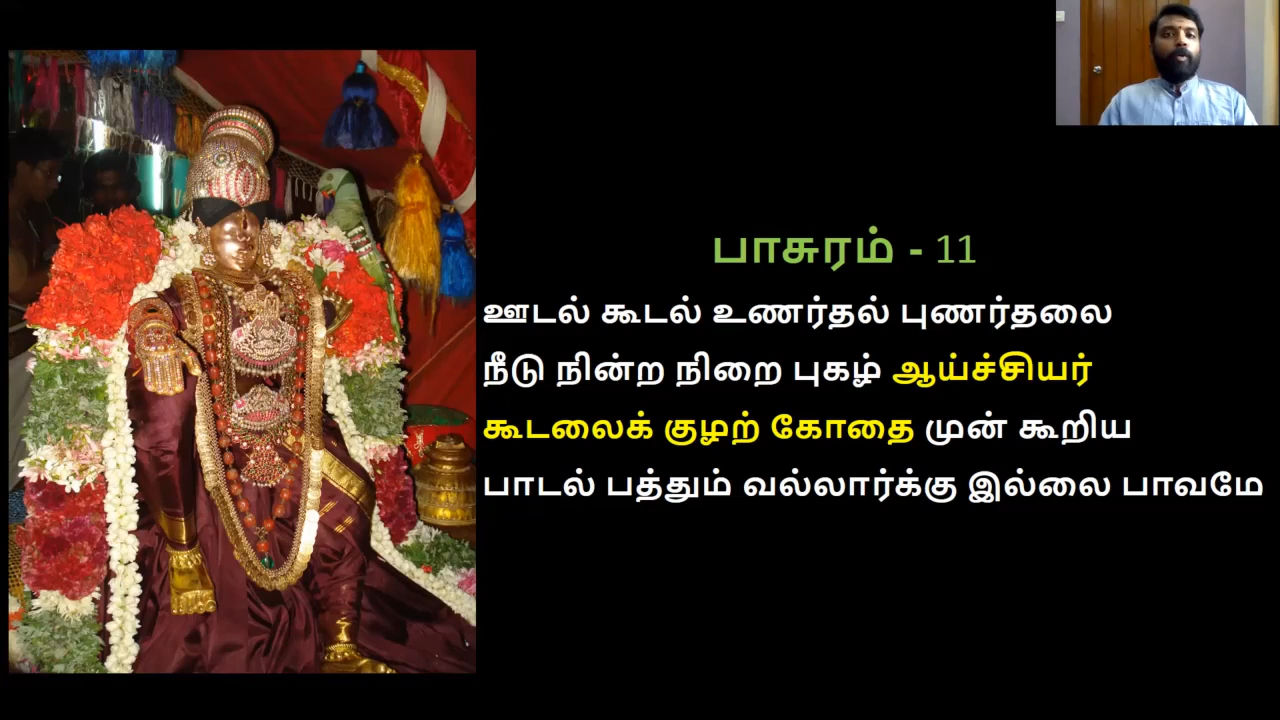 பாசுரம் - 11
ஊடல் கூடல் உணர்தல் புணர்தலை
நீடு நின்ற நிறை புகழ் ஆய்ச்சியர்
கூடலைக் குழற் கோதை முன் கூறிய
பாடல் பத்தும் வல்லார்க்கு இல்லை பாவமே